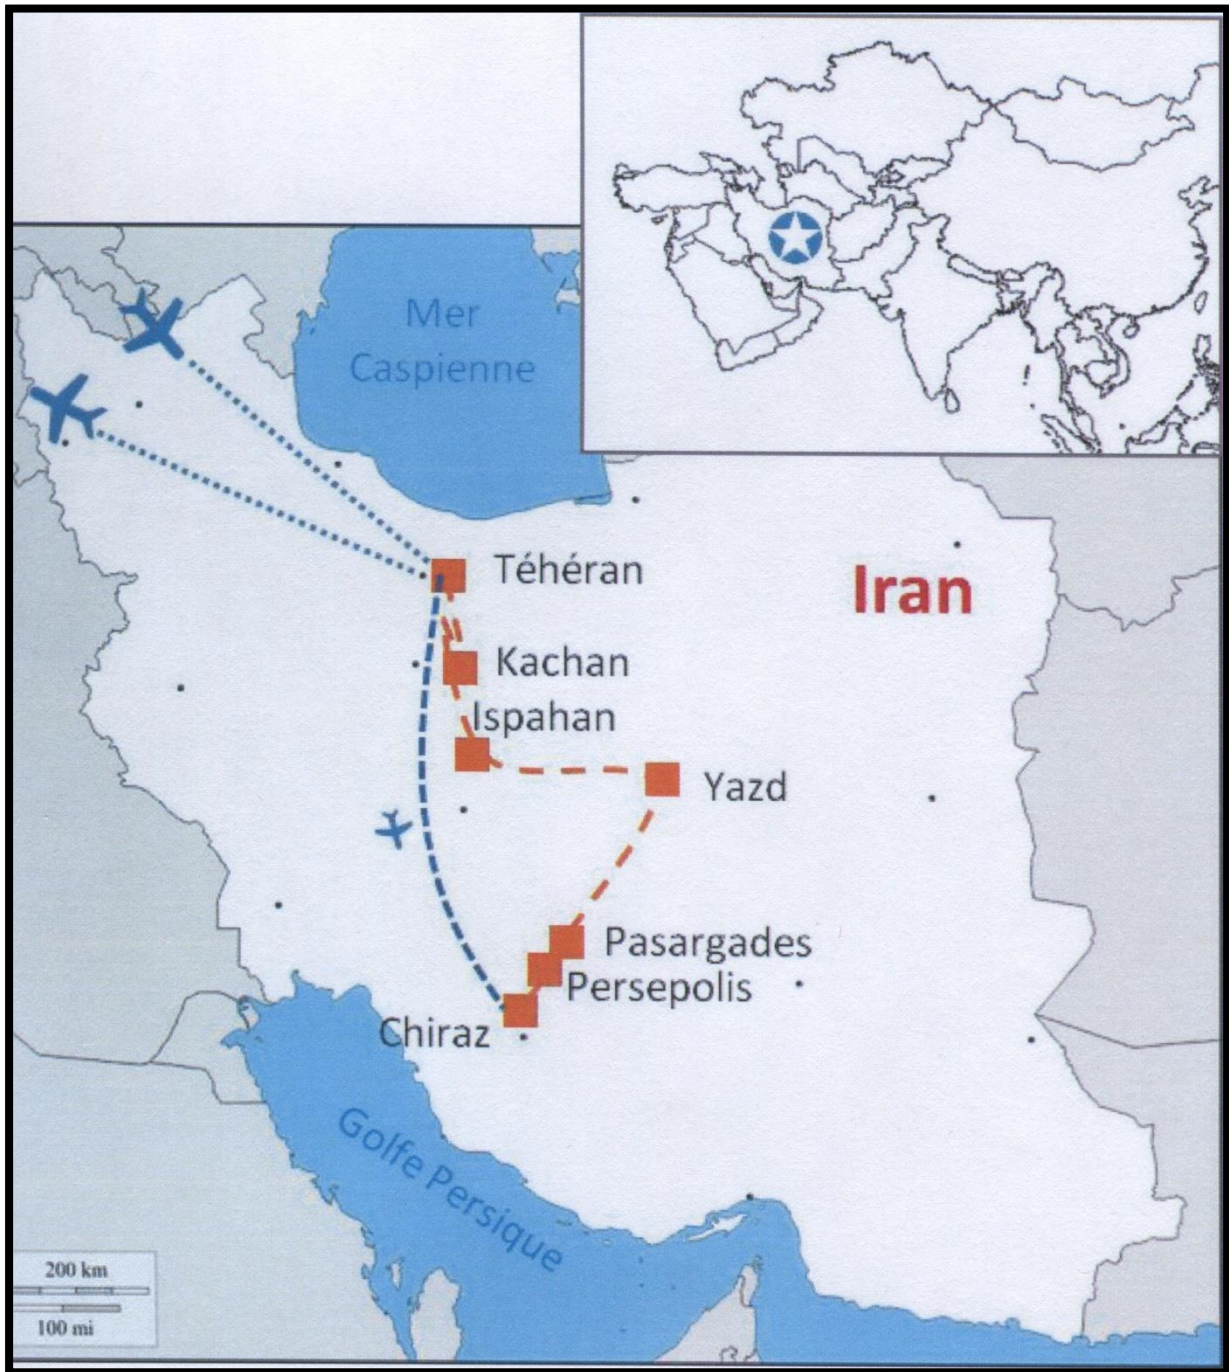 Mer
Caspienne
Téhéran
Iran
Kachan
Ispahan
Yazd
Pasargades
Persepolis
Chiraz
Golfe Persique
200 km
100 mi